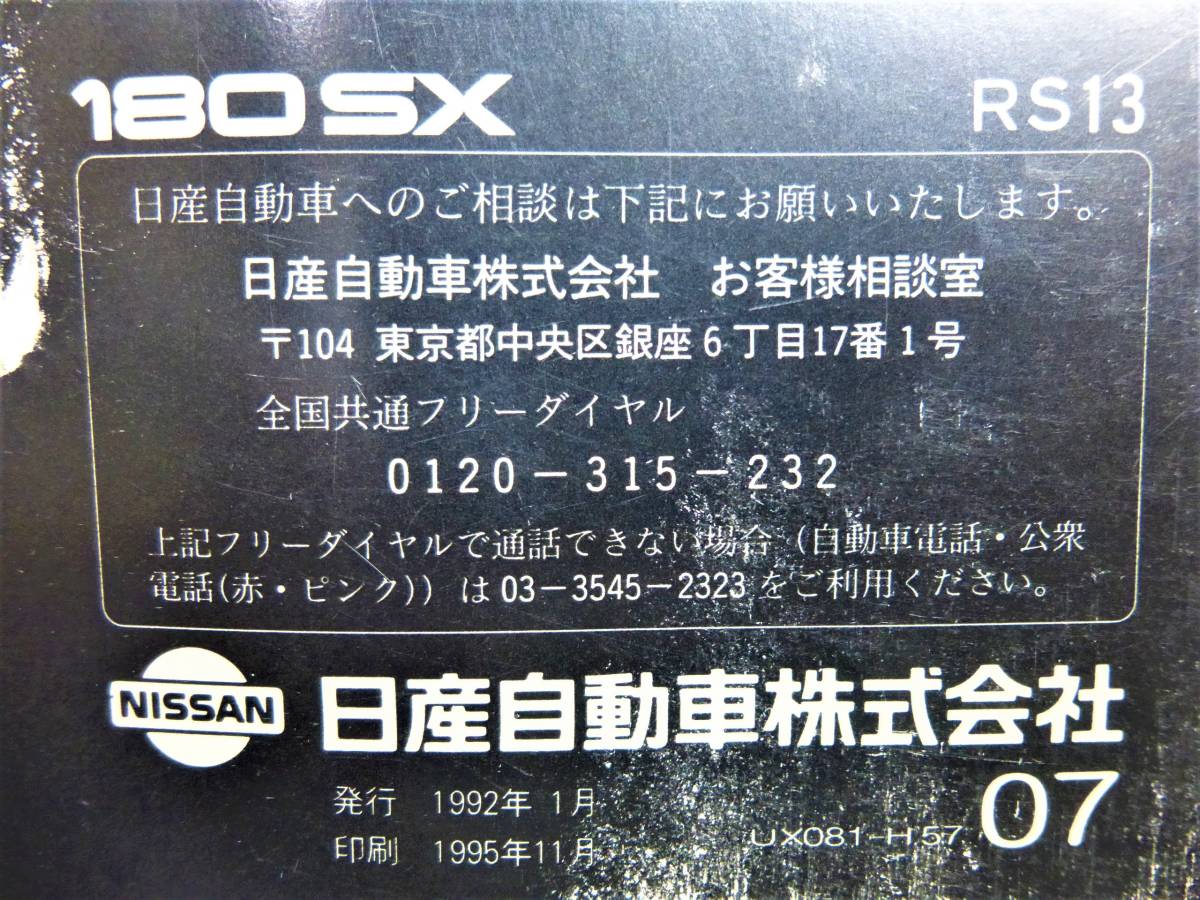 180SX RS13
日産自動車へのご相談は下記にお願いいたします。
日産自動車株式会社 お客様相談室
〒104 東京都中央区銀座6丁目17番1号
全国共通フリーダイヤル
0120-315-232
上記フリーダイヤルで通話できない場合(自動車電話・公衆
電話(赤・ピンク))は03-3545-2323をご利用ください。
NISSAN 日産自動車株式会社
発行 1992年 1月
印刷 1995年11月
UX081-H57 07